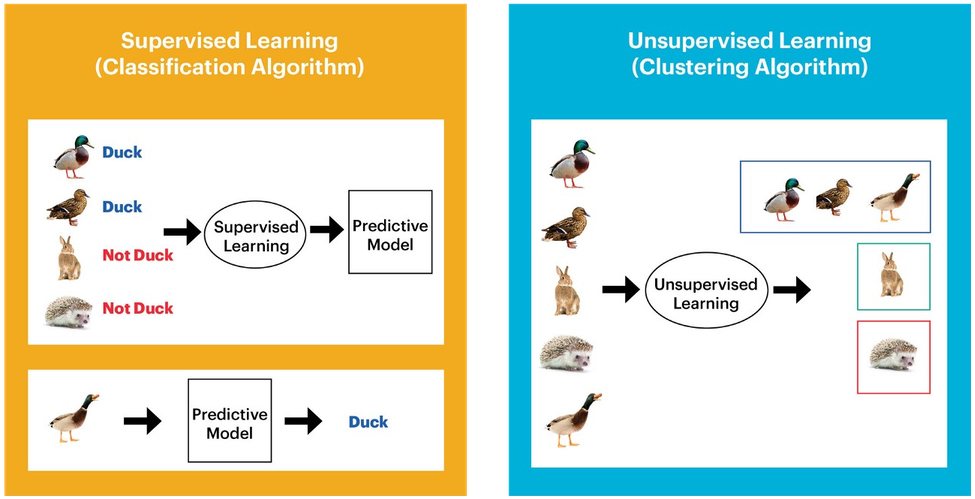 Supervised Learning
(Classification Algorithm)
Duck
Duck
Not Duck
Not Duck
Supervised
Learning
Predictive
Model
Predictive
Model
Duck
Unsupervised Learning
(Clustering Algorithm)
Unsupervised
Learning